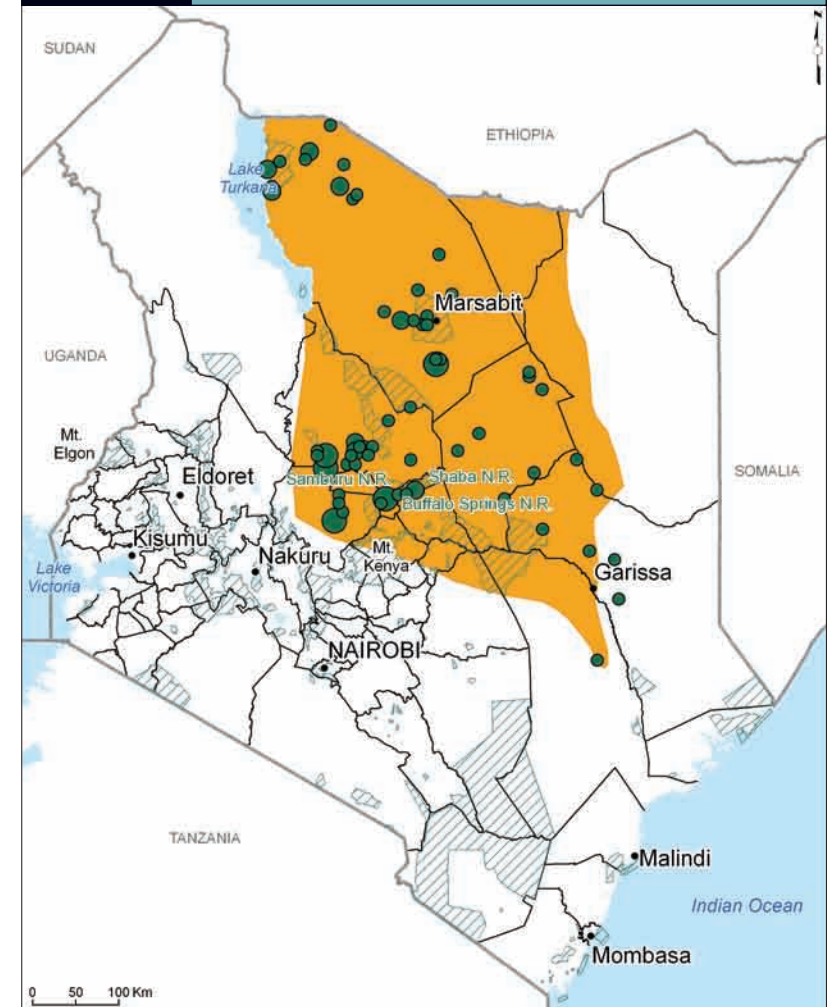 N
SUDAN
ETHIOPIA
Lake
Turkana
Marsabit
UGANDA
Mt.
Elgon
SOMALIA
Eldoret
Samburu N.R.
Shaba N.R.
Buffalo Springs N.R.
Kisumu
Nakuru
Mt.
Kenya
Lake
Victoria
Garissa
NAIROBI
TANZANIA
Malindi
Indian Ocean
Mombasa
0 50 100 Km